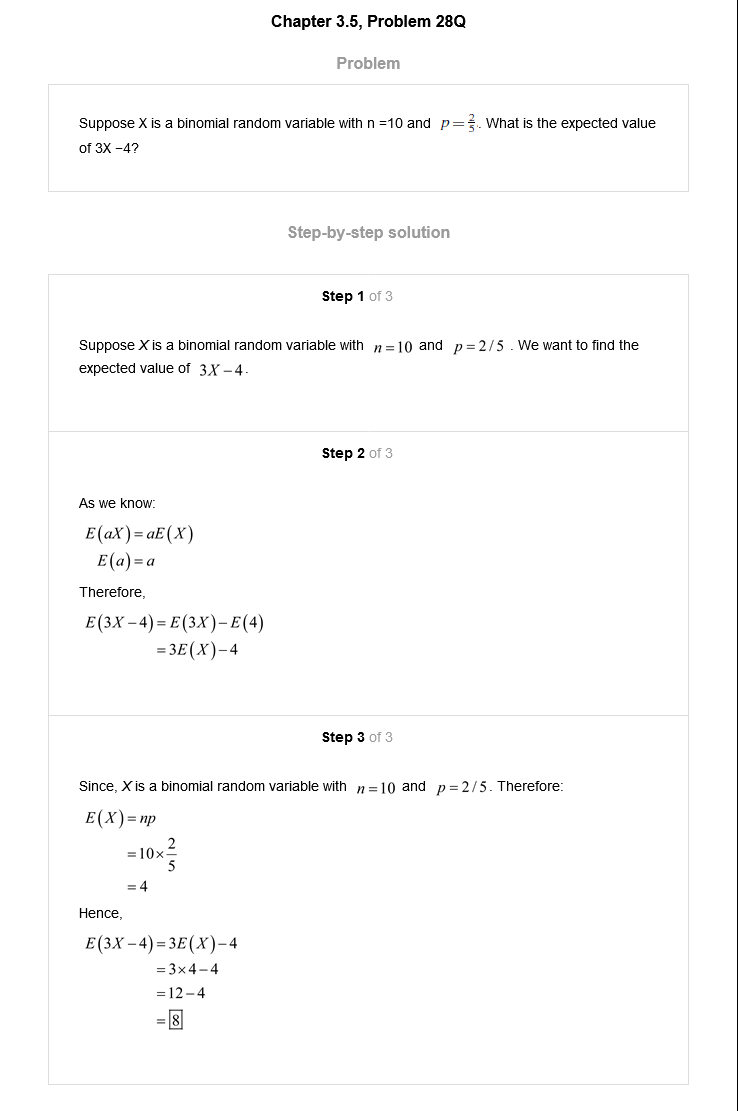 Chapter 3.5, Problem 28Q
Problem
Suppose X is a binomial random variable with n =10 and p = 2/5. What is the expected value
of 3X −4?
Step-by-step solution
Step 1 of 3
Suppose X is a binomial random variable with n = 10 and p = 2 / 5 . We want to find the
expected value of 3X − 4.
Step 2 of 3
As we know:
E(aX) = aE(X)
E(a) = a
Therefore,
E(3X − 4) = E(3X) − E(4)
= 3E(X) − 4
Step 3 of 3
Since, X is a binomial random variable with n = 10 and p = 2 / 5. Therefore:
E(X) = np
= 10 × 2/5
= 4
Hence,
E(3X − 4) = 3E(X) − 4
= 3 × 4 − 4
= 12 − 4
= 8